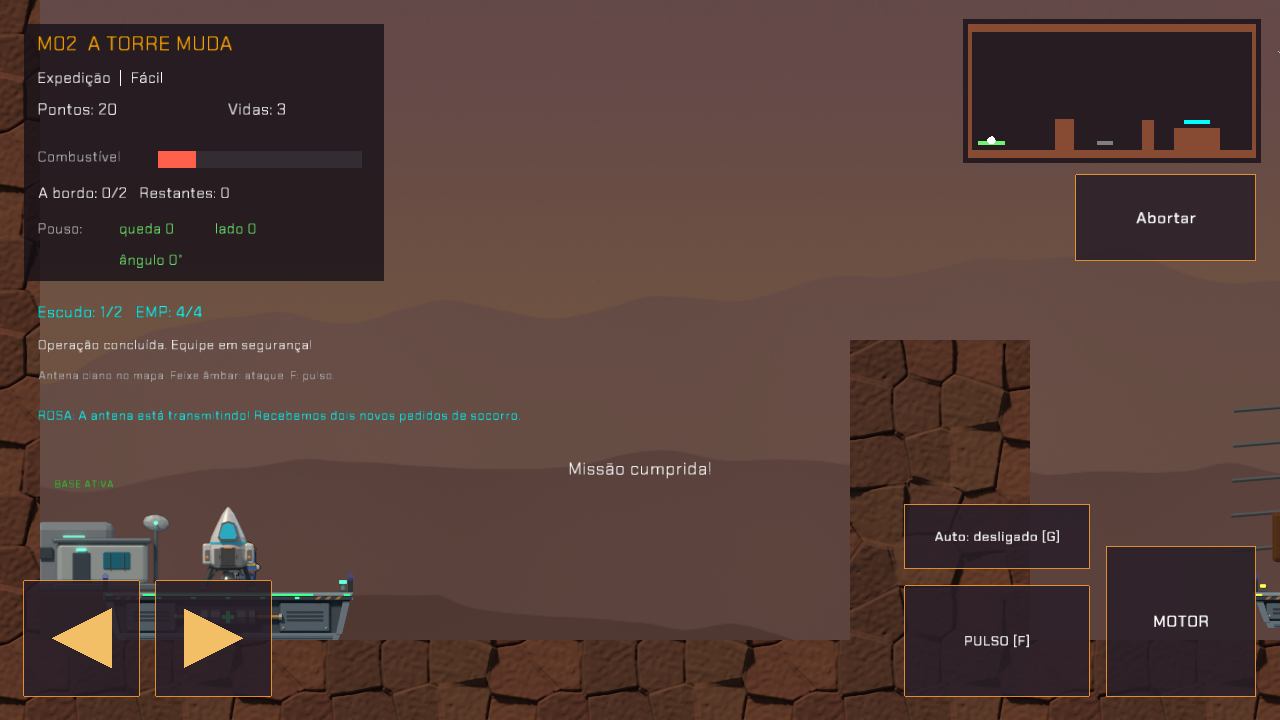 M02 A TORRE MUDA
Expedição | Fácil
Pontos: 20 Vidas: 3
Combustível
A bordo: 0/2 Restantes: 0
Pouso: queda 0 lado 0
ângulo 0°
Abortar
Escudo: 1/2 EMP: 4/4
Operação concluída. Equipe em segurança!
Antena ciano no mapa. Feixe âmbar: ataque. F: pulso.
ROSA: A antena está transmitindo! Recebemos dois novos pedidos de socorro.
Missão cumprida!
BASE ATIVA
Auto: desligado [G]
MOTOR
PULSO [F]